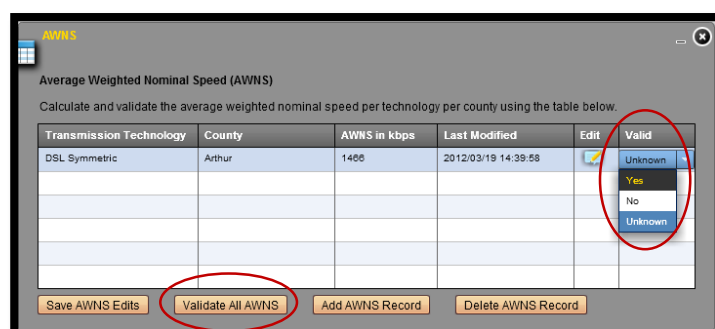 AWNS
Average Weighted Nominal Speed (AWNS)
Calculate and validate the average weighted nominal speed per technology per county using the table below.
Transmission Technology County AWNS in kbps Last Modified Edit Valid
DSL Symmetric Arthur 1466 2012/03/19 14:39:58 Unknown
Yes
No
Unknown
Save AWNS Edits Validate All AWNS Add AWNS Record Delete AWNS Record